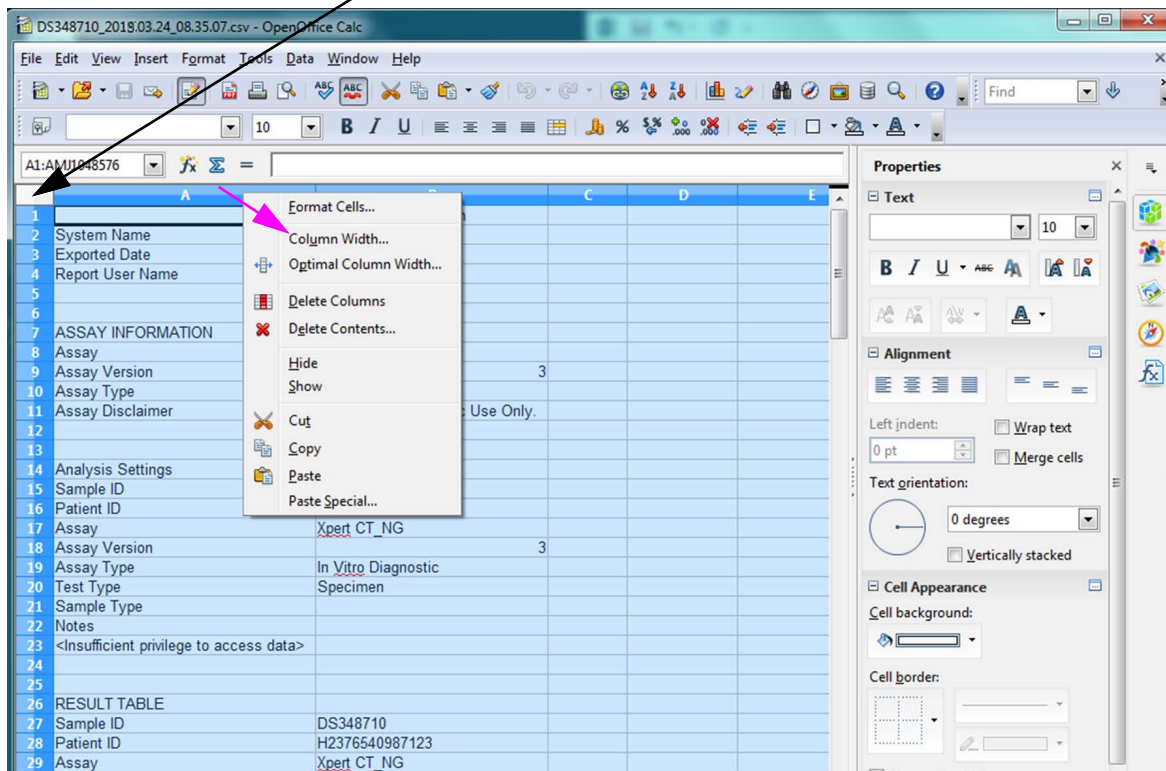 DS348710_2018.03.24_08.35.07.csv - OpenOffice Calc
File Edit View Insert Format Tools Data Window Help
Find
10
A1:AMJ1048576
A C D E
1
2 System Name
3 Exported Date
4 Report User Name
5
6
7 ASSAY INFORMATION
8 Assay
9 Assay Version 3
10 Assay Type
11 Assay Disclaimer Use Only.
12
13
14 Analysis Settings
15 Sample ID
16 Patient ID
17 Assay Xpert CT_NG
18 Assay Version 3
19 Assay Type In Vitro Diagnostic
20 Test Type Specimen
21 Sample Type
22 Notes
23 <Insufficient privilege to access data>
24
25
26 RESULT TABLE
27 Sample ID DS348710
28 Patient ID H2376540987123
29 Assay Xpert CT_NG
Format Cells...
Column Width...
Optimal Column Width...
Delete Columns
Delete Contents...
Hide
Show
Cut
Copy
Paste
Paste Special...
Properties
Text
10
Alignment
Left indent:
Wrap text
0 pt
Merge cells
Text orientation:
0 degrees
Vertically stacked
Cell Appearance
Cell background:
Cell border: